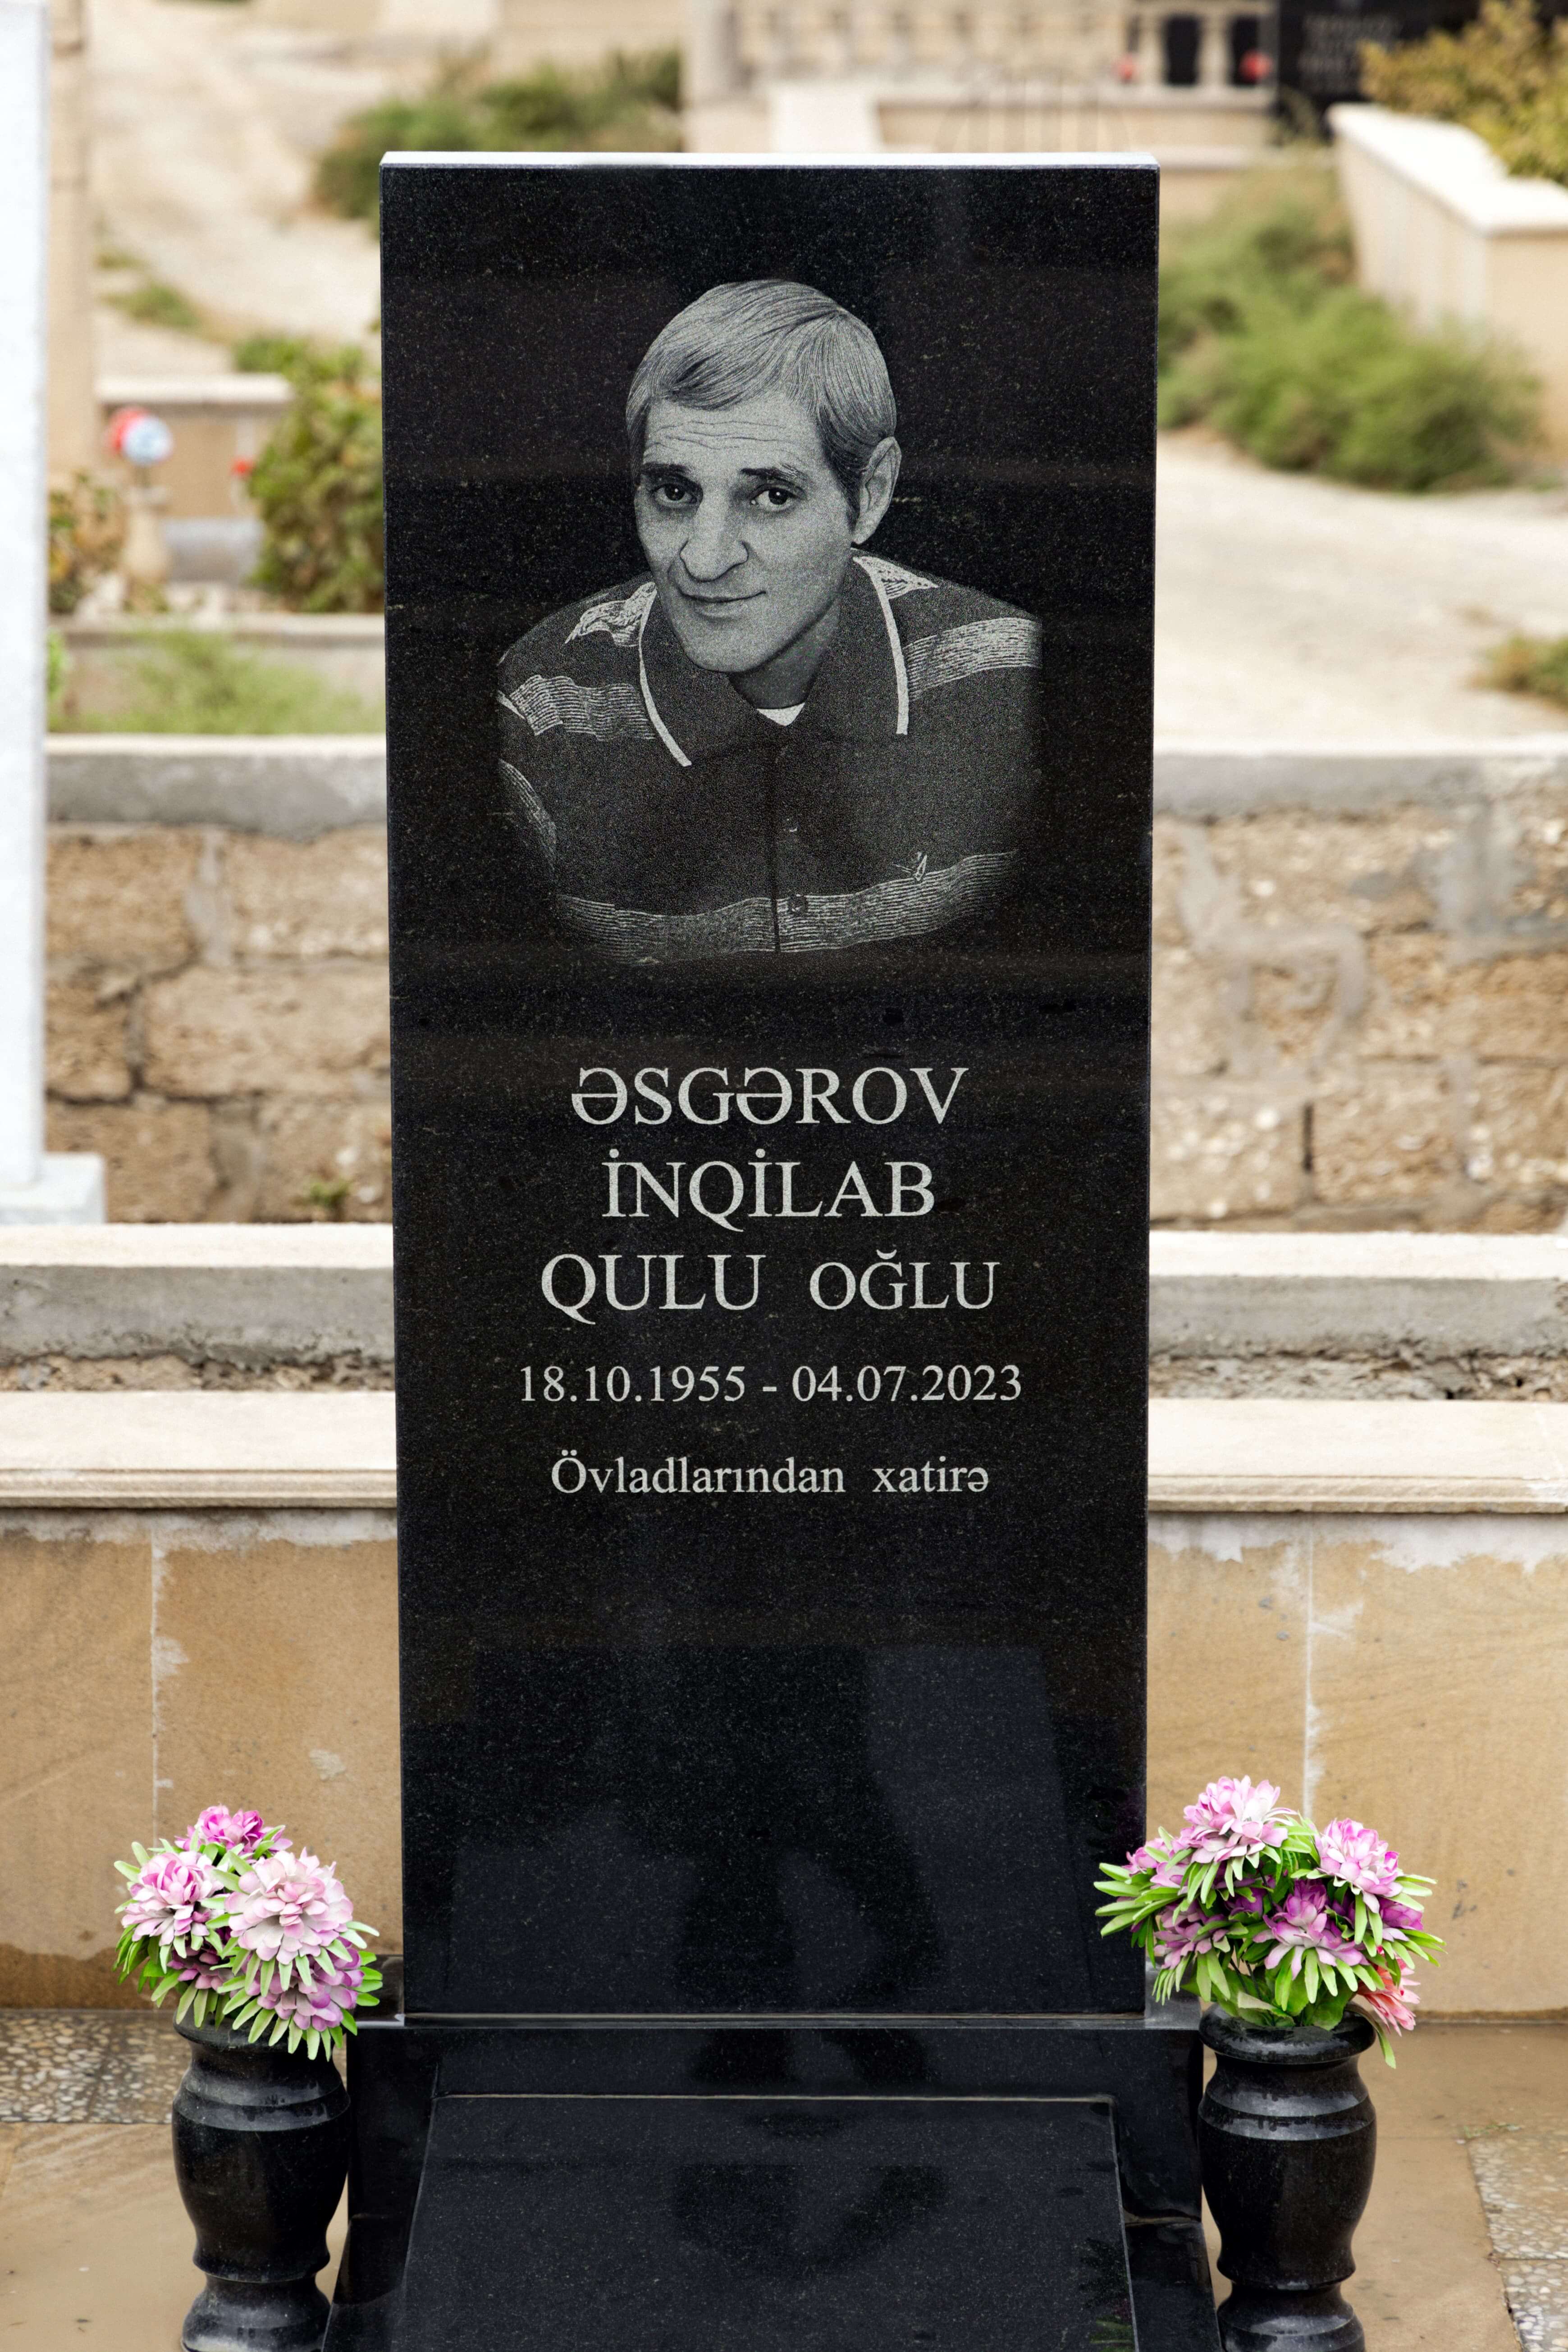 ƏSGƏROV
İNQİLAB
QULU OĞLU
18.10.1955 - 04.07.2023
Övladlarından xatirə